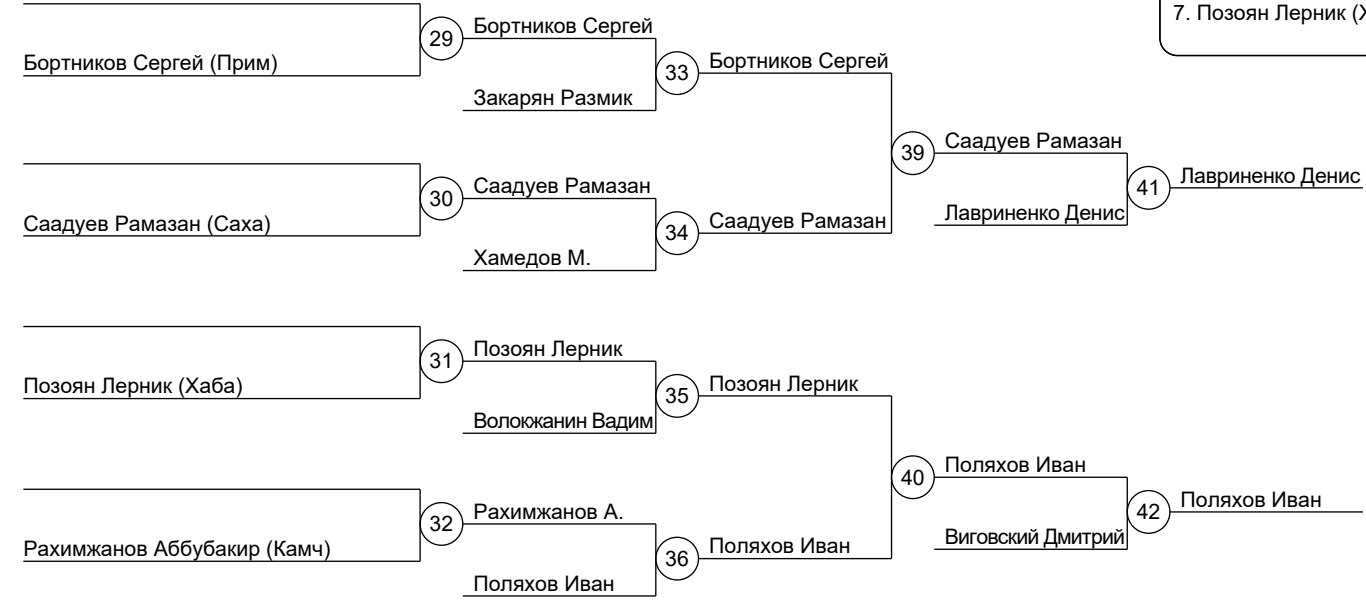 7. Позоян Лерник (Х
29
Бортников Сергей
Бортников Сергей (Прим)
33
Бортников Сергей
Закарян Размик
39
Саадуев Рамазан
30
Саадуев Рамазан
Саадуев Рамазан (Саха)
34
Саадуев Рамазан
Хамедов М.
Лавриненко Денис
41
Лавриненко Денис
31
Позоян Лерник
Позоян Лерник (Хаба)
35
Позоян Лерник
Волокжанин Вадим
40
Поляхов Иван
32
Рахимжанов А.
Рахимжанов Аббубакир (Камч)
36
Поляхов Иван
Поляхов Иван
Виговский Дмитрий
42
Поляхов Иван